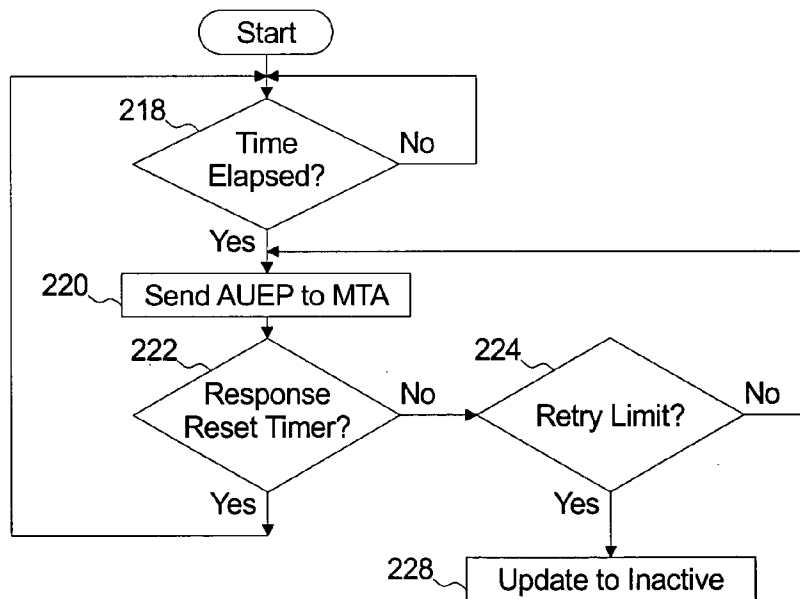 Start
218
Time
Elapsed?
No
Yes
220
Send AUEP to MTA
222
Response
Reset Timer?
No
224
Retry Limit?
No
Yes
Yes
228
Update to Inactive